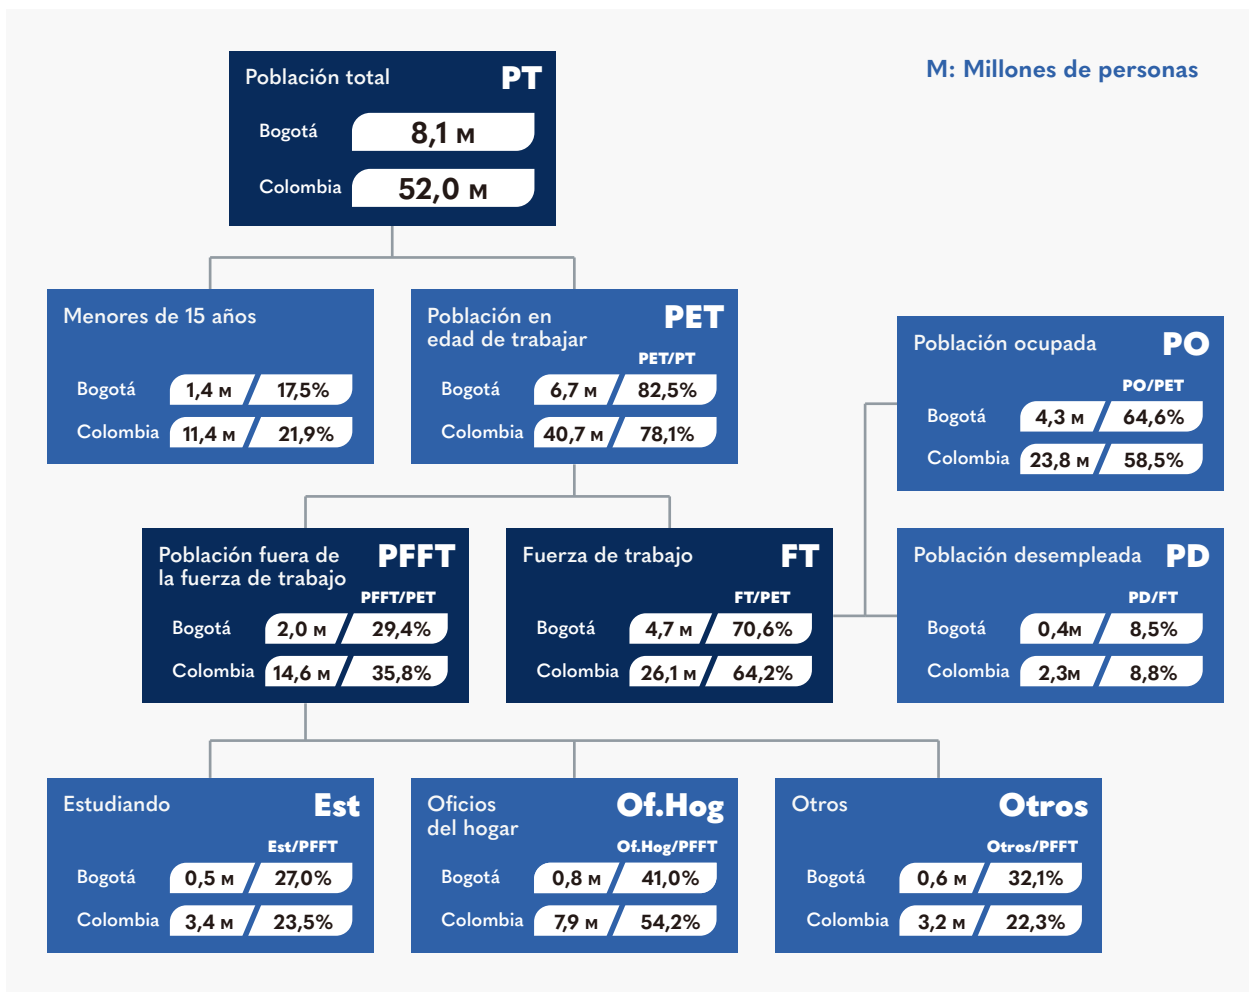 Población total PT
M: Millones de personas
Bogotá 8,1 M
Colombia 52,0 M
Menores de 15 años
Bogotá 1,4 M 17,5%
Colombia 11,4 M 21,9%
Población en PET
edad de trabajar
PET/PT
Bogotá 6,7 M 82,5%
Colombia 40,7 M 78,1%
Población ocupada PO
PO/PET
Bogotá 4,3 M 64,6%
Colombia 23,8 M 58,5%
Población fuera de PFFT
la fuerza de trabajo
PFFT/PET
Bogotá 2,0 M 29,4%
Colombia 14,6 M 35,8%
Fuerza de trabajo FT
FT/PET
Bogotá 4,7 M 70,6%
Colombia 26,1 M 64,2%
Población desempleada PD
PD/FT
Bogotá 0,4M 8,5%
Colombia 2,3M 8,8%
Estudiando Est
Est/PFFT
Bogotá 0,5 M 27,0%
Colombia 3,4 M 23,5%
Oficios Of.Hog
del hogar
Of.Hog/PFFT
Bogotá 0,8 M 41,0%
Colombia 7,9 M 54,2%
Otros Otros
Otros/PFFT
Bogotá 0,6 M 32,1%
Colombia 3,2 M 22,3%